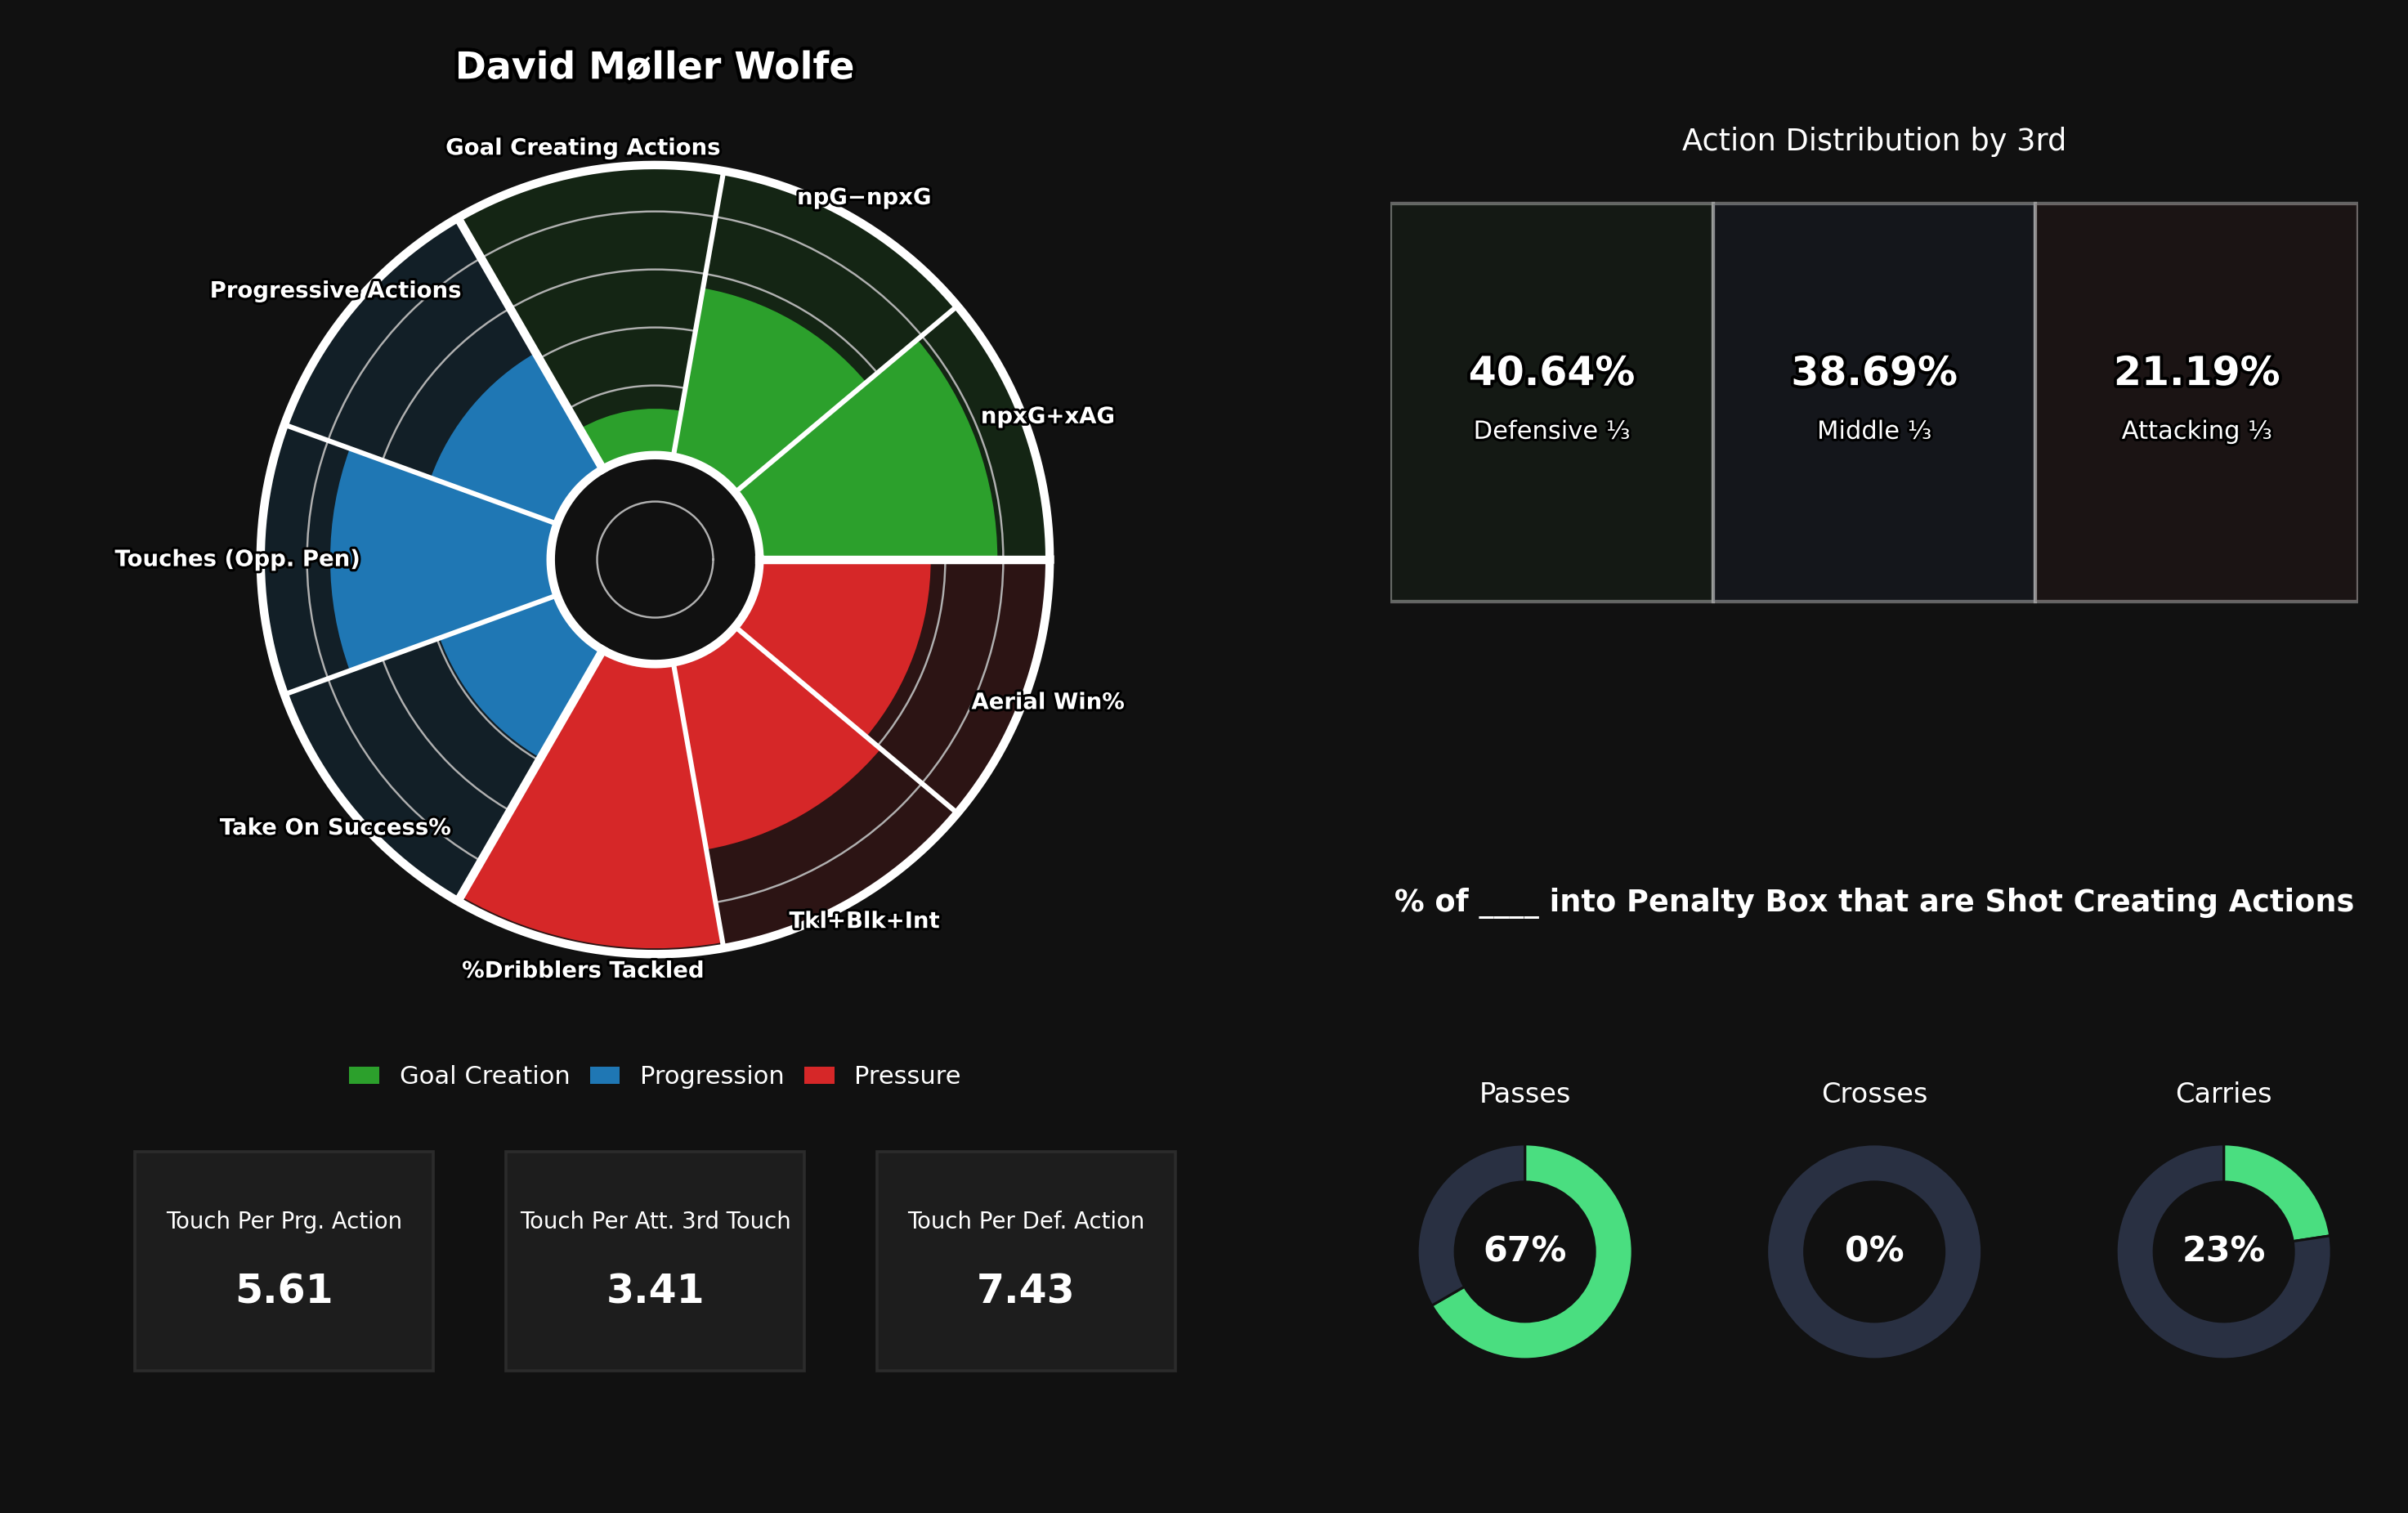 David Møller Wolfe
Goal Creating Actions
npG−npxG
Progressive Actions
npxG+xAG
Touches (Opp. Pen)
Aerial Win%
Take On Success%
Tkl+Blk+Int
%Dribblers Tackled
Goal Creation
Progression
Pressure
Touch Per Prg. Action
5.61
Touch Per Att. 3rd Touch
3.41
Touch Per Def. Action
7.43
Action Distribution by 3rd
40.64%
Defensive ⅓
38.69%
Middle ⅓
21.19%
Attacking ⅓
% of ____ into Penalty Box that are Shot Creating Actions
Passes
67%
Crosses
0%
Carries
23%